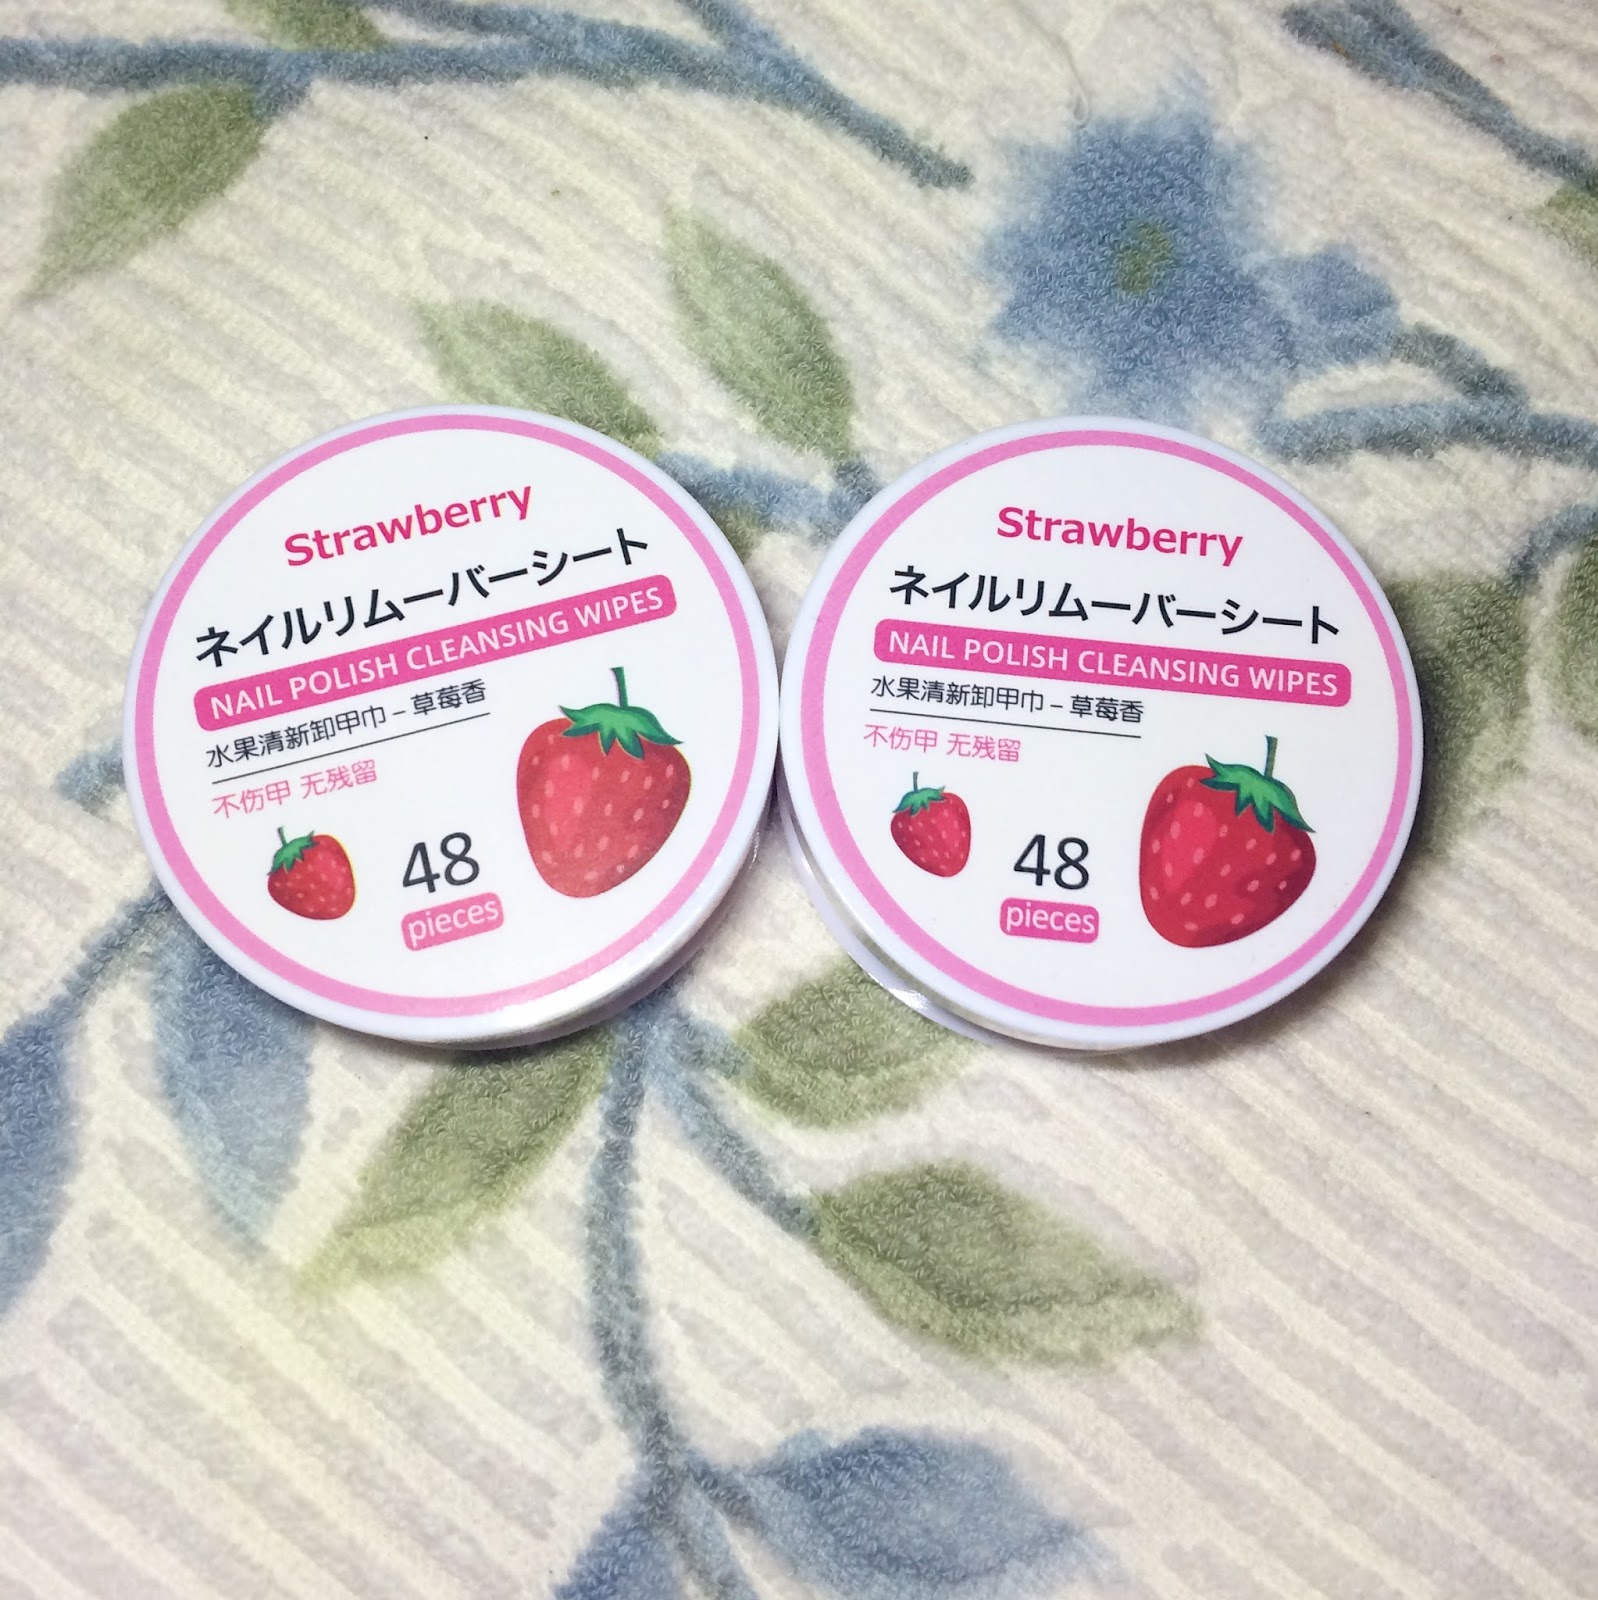 Strawberry
ネイルリムーバーシート
NAIL POLISH CLEANSING WIPES
水果清新卸甲巾 – 草莓香
不伤甲 无残留
48
pieces
Strawberry
ネイルリムーバーシート
NAIL POLISH CLEANSING WIPES
水果清新卸甲巾 – 草莓香
不伤甲 无残留
48
pieces